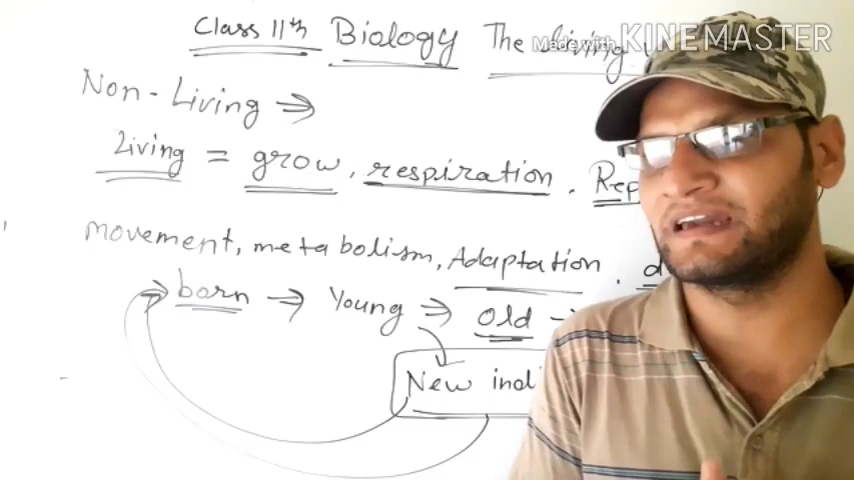 Class 11th Biology The Living
Made with KINEMASTER
Non-Living →
Living = grow, respiration, Rep
movement, metabolism, Adaptation, d
born → Young → Old →
New indi